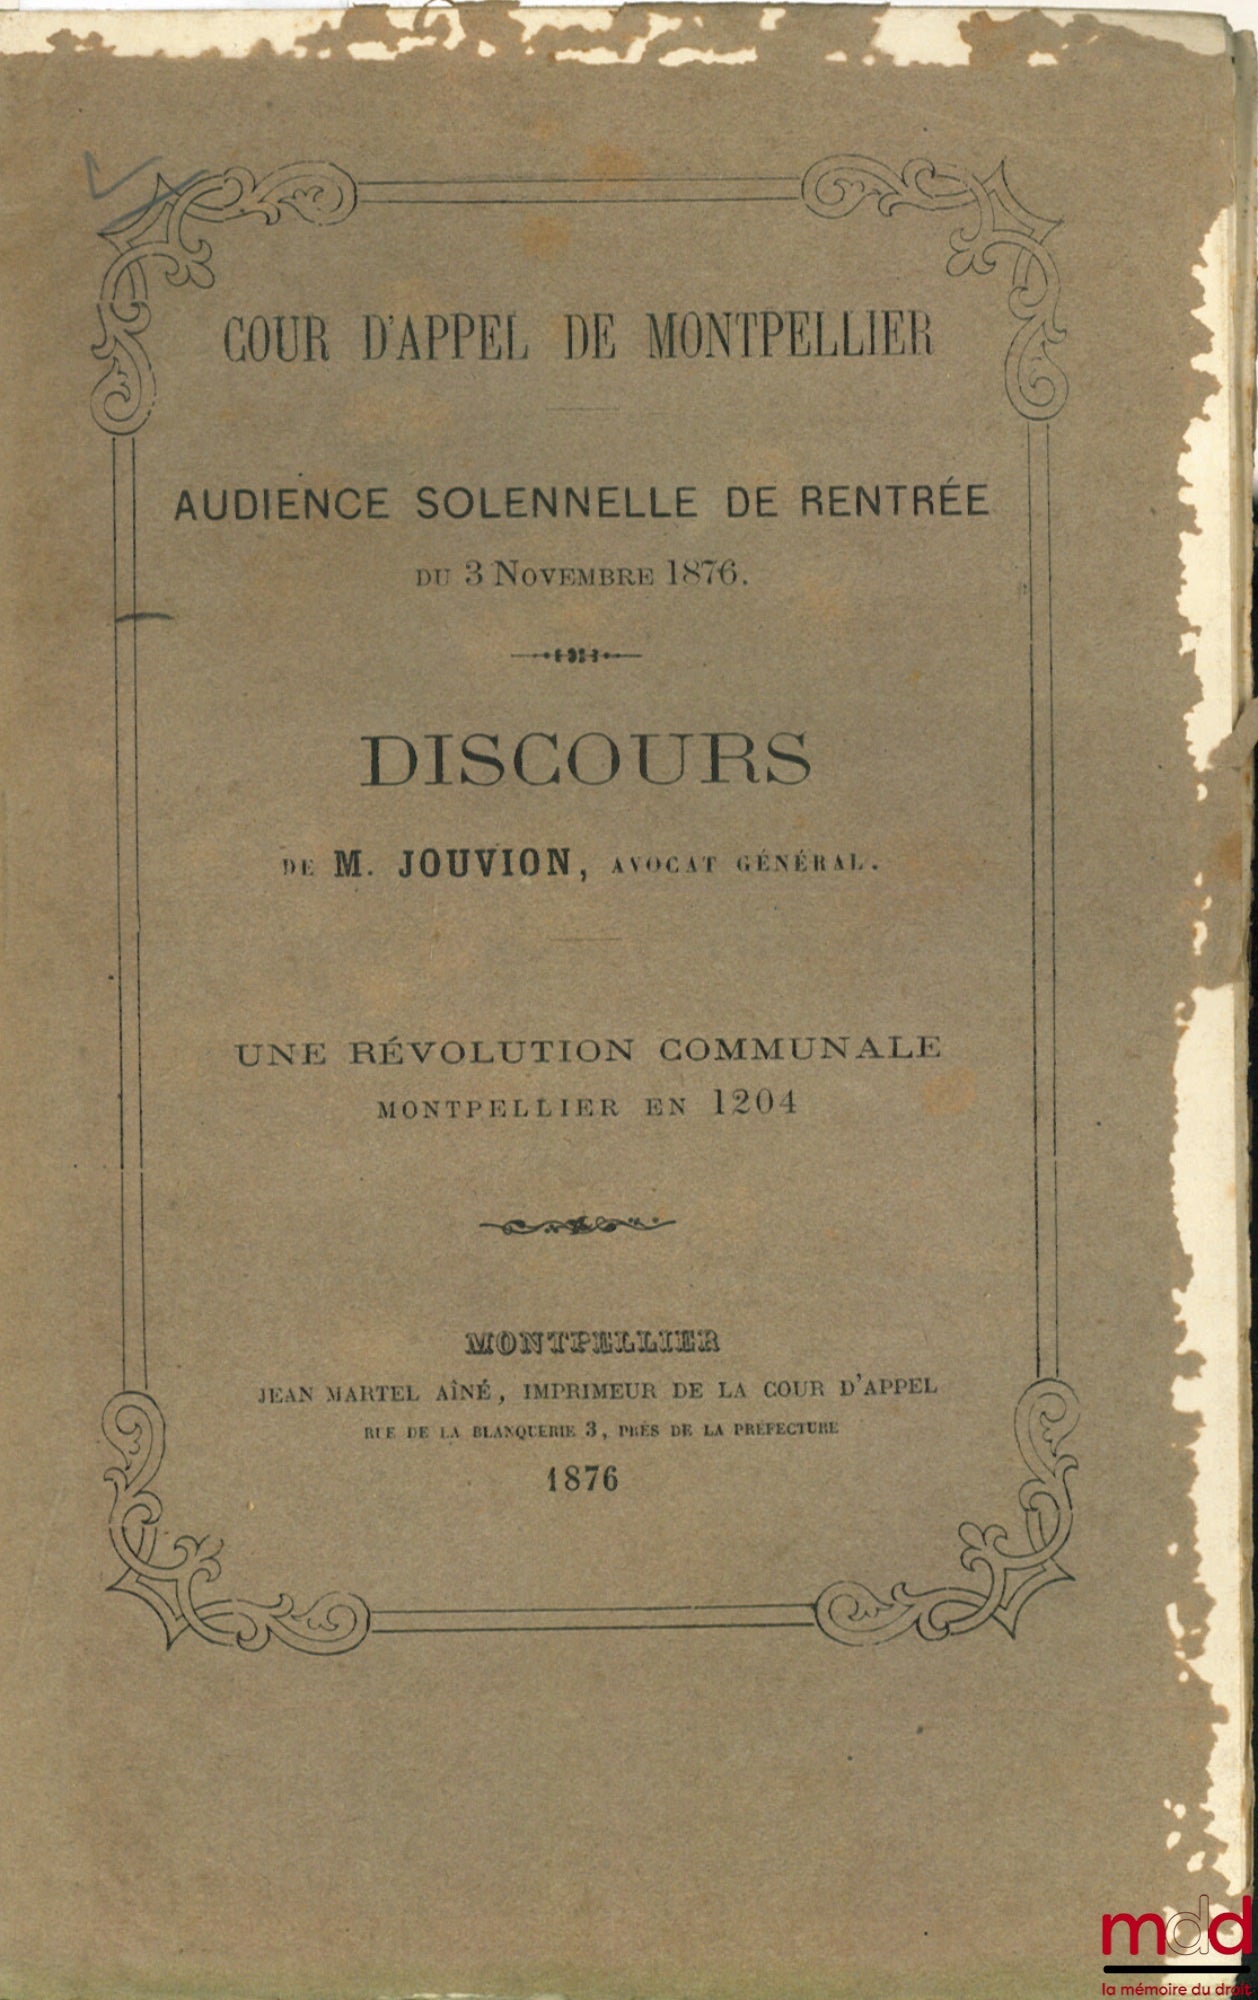 COUR D'APPEL DE MONTPELLIER
AUDIENCE SOLENNELLE DE RENTRÉE
DU 3 NOVEMBRE 1876.
DISCOURS
DE M. JOUVION, AVOCAT GÉNÉRAL.
UNE RÉVOLUTION COMMUNALE
MONTPELLIER EN 1204
MONTPELLIER
JEAN MARTEL AÎNÉ, IMPRIMEUR DE LA COUR D'APPEL
RUE DE LA BLANQUERIE 3, PRÈS DE LA PRÉFECTURE
1876
mdd
la mémoire du droit